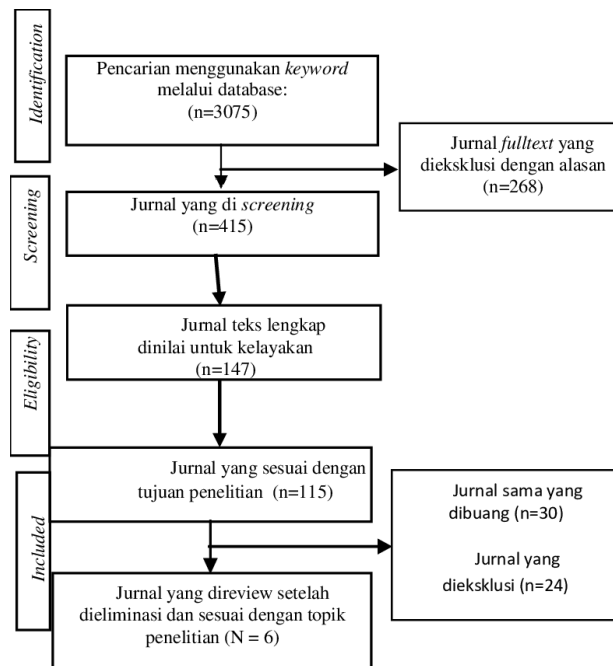 Identification
Pencarian menggunakan keyword
melalui database:
(n=3075)
Jurnal fulltext yang
dieksklusi dengan alasan
(n=268)
Screening
Jurnal yang di screening
(n=415)
Jurnal teks lengkap
dinilai untuk kelayakan
(n=147)
Eligibility
Jurnal yang sesuai dengan
tujuan penelitian (n=115)
Jurnal sama yang
dibuang (n=30)
Jurnal yang
dieksklusi (n=24)
Included
Jurnal yang direview setelah
dieliminasi dan sesuai dengan topik
penelitian (N = 6)